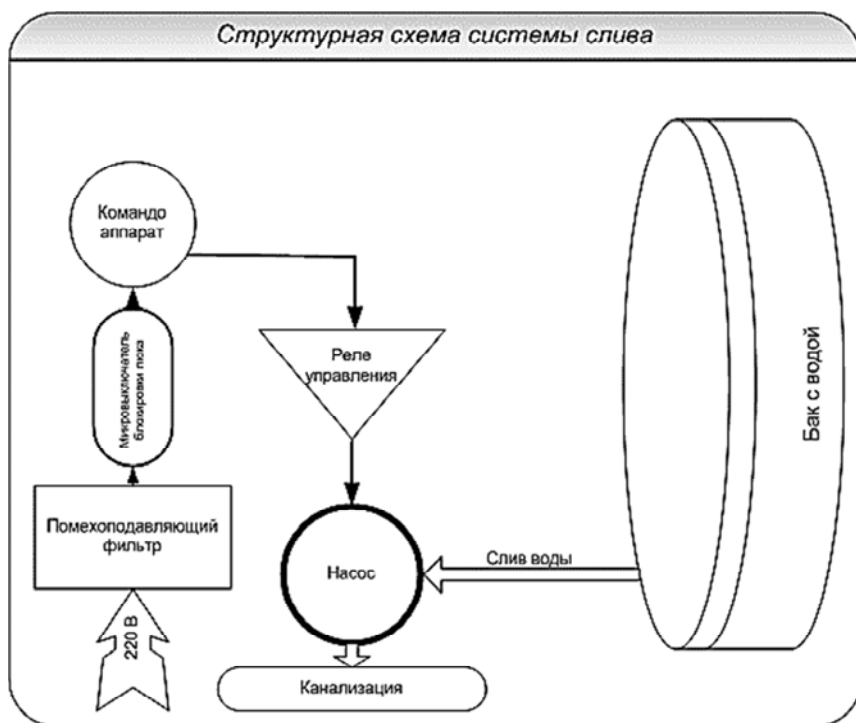 Структурная схема системы слива
Командо
аппарат
Микровыключатель
блокировки люка
Реле
управления
Помехоподавляющий
фильтр
220 В
Насос
Слив воды
Бак с водой
Канализация